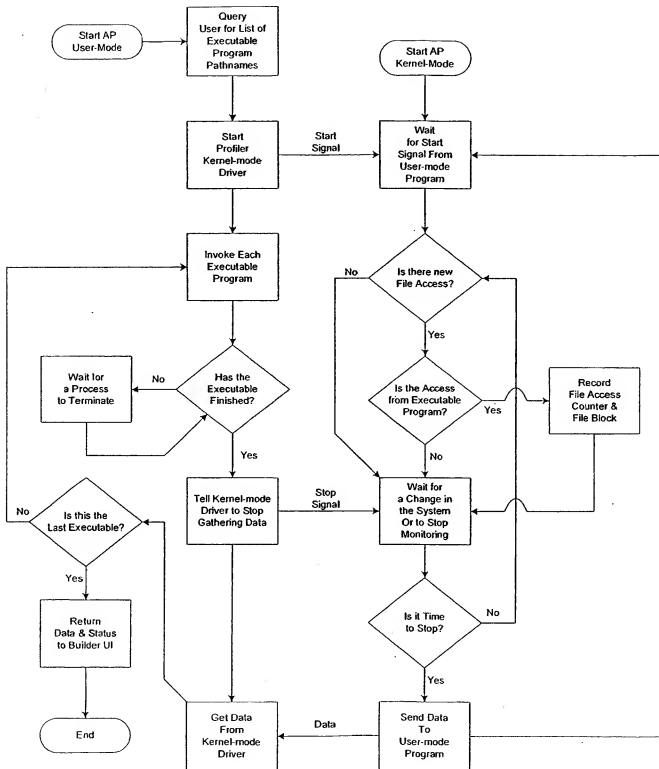 Start AP
User-Mode
Query
User for List of
Executable
Program
Pathnames
Start AP
Kernel-Mode
Start
Profiler
Kernel-mode
Driver
Start
Signal
Wait
for Start
Signal From
User-mode
Program
Invoke Each
Executable
Program
No
Is there new
File Access?
Yes
Wait for
a Process
to Terminate
No
Has the
Executable
Finished?
Yes
Is the Access
from Executable
Program?
Yes
No
Record
File Access
Counter &
File Block
No
Is this the
Last Executable?
Yes
Tell Kernel-mode
Driver to Stop
Gathering Data
Stop
Signal
Wait for
a Change in
the System
Or to Stop
Monitoring
Return
Data & Status
to Builder UI
Is it Time
to Stop?
No
Yes
End
Get Data
From
Kernel-mode
Driver
Data
Send Data
To
User-mode
Program